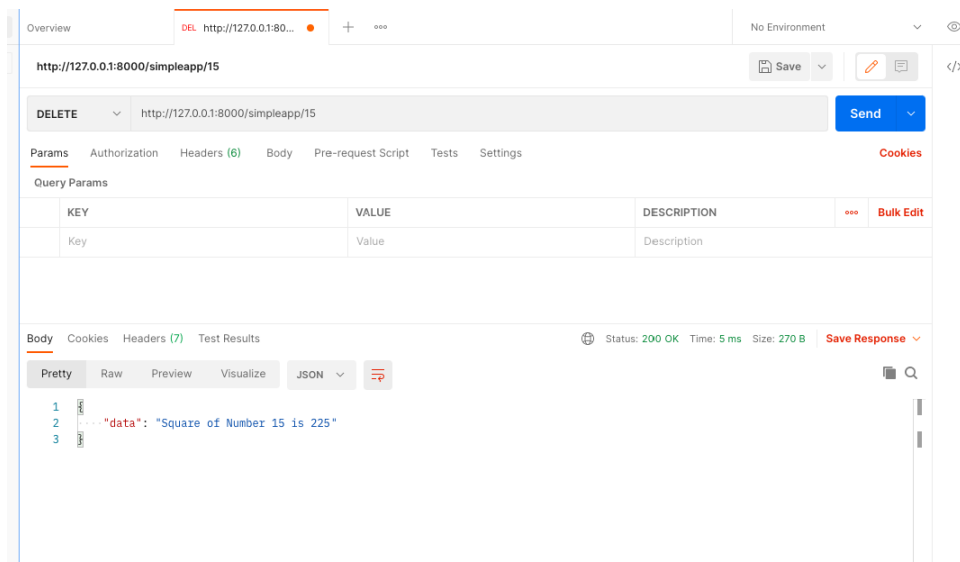 Overview DEL http://127.0.0.1:80... No Environment
http://127.0.0.1:8000/simpleapp/15 Save
DELETE http://127.0.0.1:8000/simpleapp/15 Send
Params Authorization Headers (6) Body Pre-request Script Tests Settings Cookies
Query Params
KEY VALUE DESCRIPTION Bulk Edit
Key Value Description
Body Cookies Headers (7) Test Results Status: 200 OK Time: 5 ms Size: 270 B Save Response
Pretty Raw Preview Visualize JSON
1 {
2 "data": "Square of Number 15 is 225"
3 }